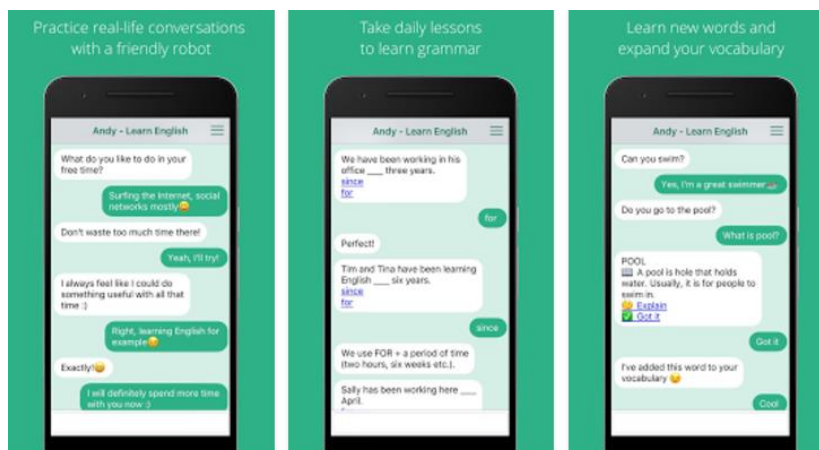 Practice real-life conversations
with a friendly robot
Andy - Learn English
What do you like to do in your
free time?
Surfing the Internet, social
networks mostly😄
Don't waste too much time there!
Yeah, I'll try!
I always feel like I could do
something useful with all that
time :)
Right, learning English for
example😊
Exactly!😄
I will definitely spend more time
with you now :)
Take daily lessons
to learn grammar
Andy - Learn English
We have been working in his
office ___ three years.
since
for
for
Perfect!
Tim and Tina have been learning
English ___ six years.
since
for
since
We use FOR + a period of time
(two hours, six weeks etc.).
Sally has been working here ___
April.
Learn new words and
expand your vocabulary
Andy - Learn English
Can you swim?
Yes, I'm a great swimmer🏊
Do you go to the pool?
What is pool?
POOL
📖 A pool is hole that holds
water. Usually, it is for people to
swim in.
🤔 Explain
✅ Got it
Got it
I've added this word to your
vocabulary 😉
Cool